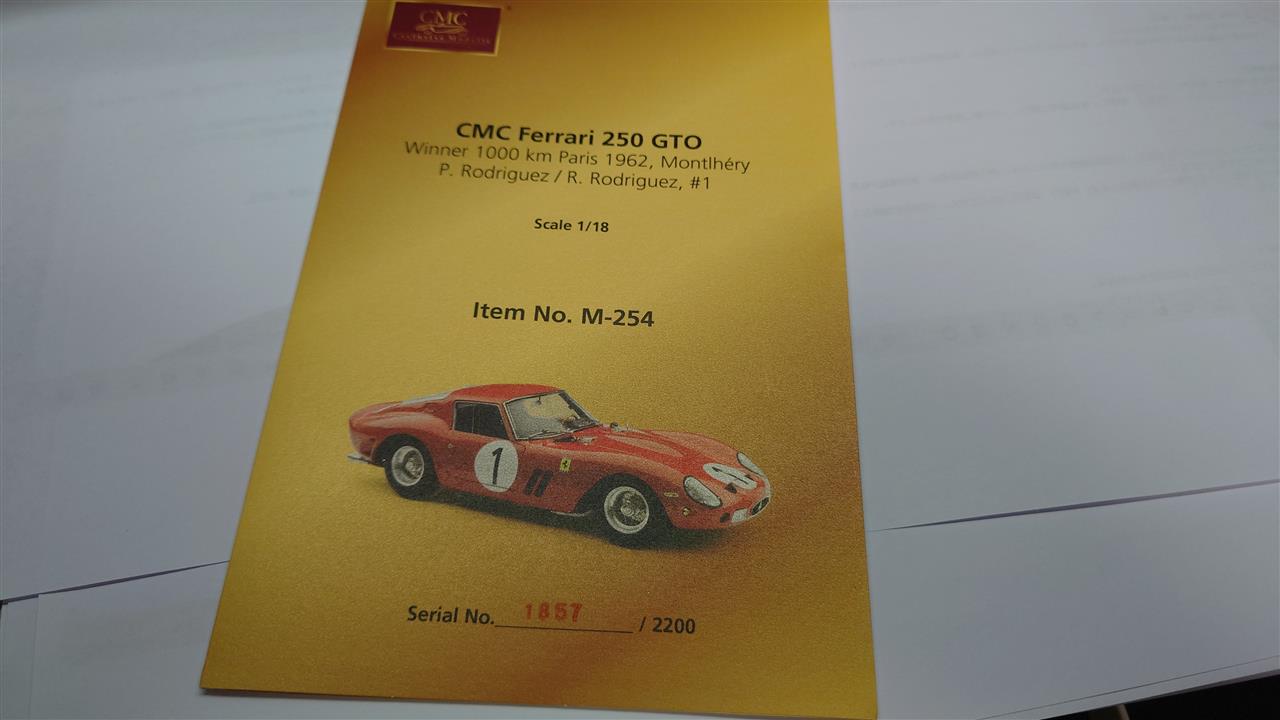 CMC
CMC Ferrari 250 GTO
Winner 1000 km Paris 1962, Montlhéry
P. Rodriguez / R. Rodriguez, #1
Scale 1/18
Item No. M-254
1
1
Serial No. 1857 / 2200